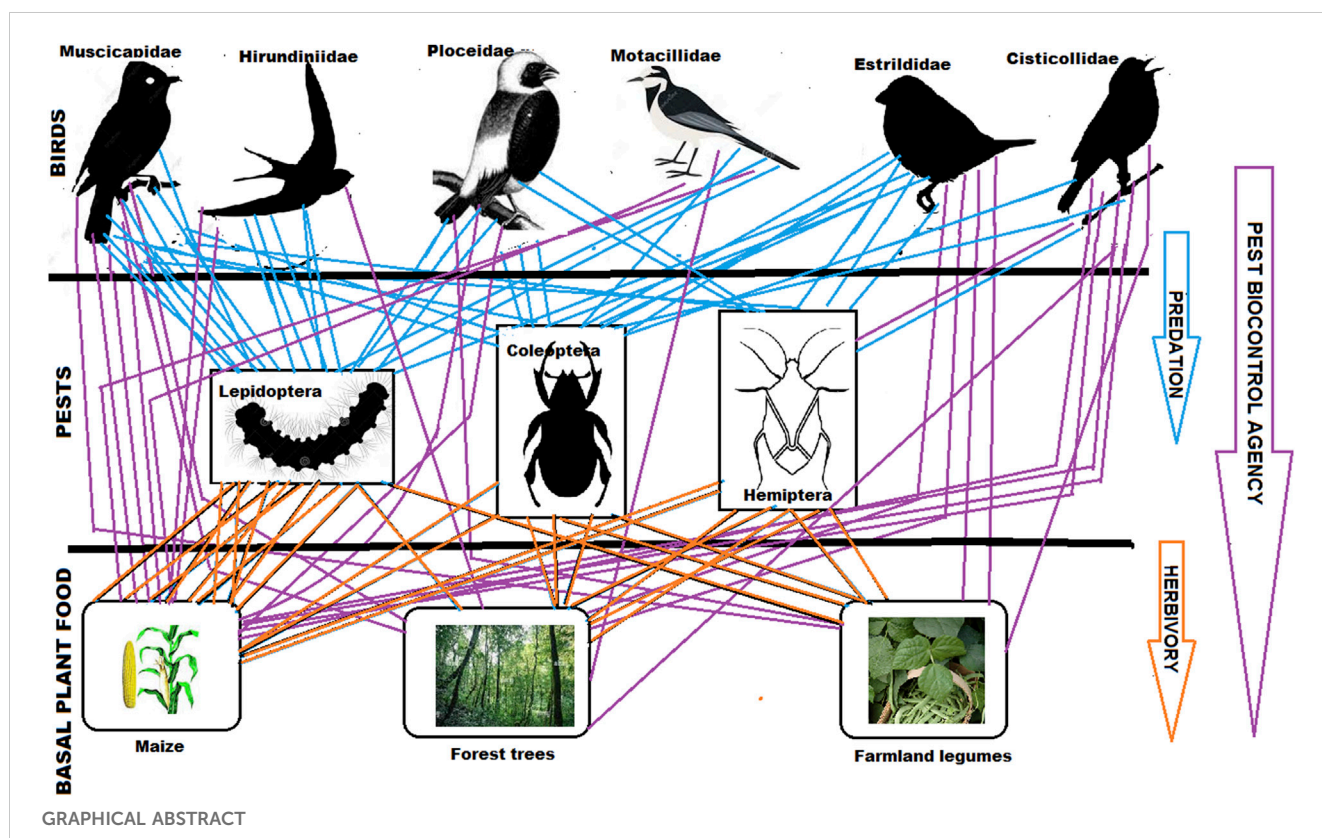 Muscicapidae
Hirundiniidae
Ploceidae
Motacillidae
Estrildidae
Cisticollidae
BIRDS
PESTS
BASAL PLANT FOOD
Lepidoptera
Coleoptera
Hemiptera
Maize
Forest trees
Farmland legumes
PREDATION
HERBIVORY
PEST BIOCONTROL AGENCY
GRAPHICAL ABSTRACT